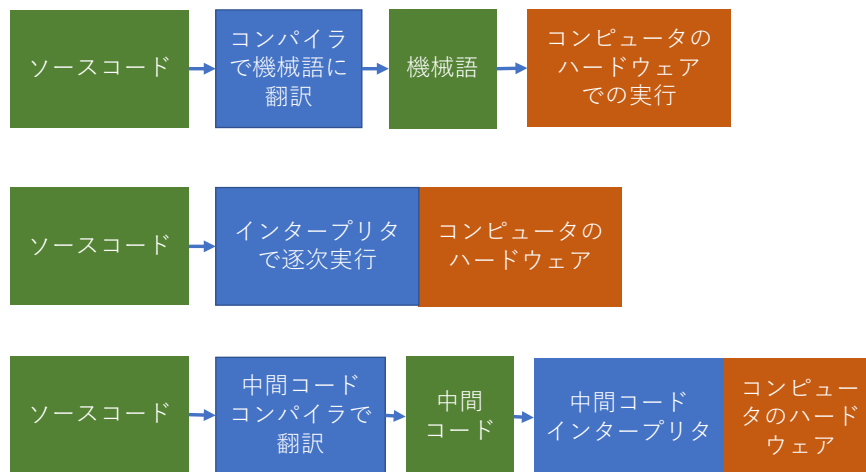 ソースコード
コンパイラ
で機械語に
翻訳
機械語
コンピュータの
ハードウェア
での実行
ソースコード
インタープリタ
で逐次実行
コンピュータの
ハードウェア
ソースコード
中間コード
コンパイラで
翻訳
中間
コード
中間コード
インタープリタ
コンピュー
タのハード
ウェア